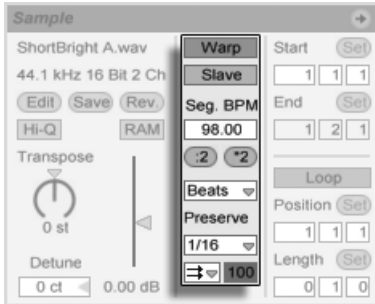 Sample
ShortBright A.wav
44.1 kHz 16 Bit 2 Ch
Edit Save Rev.
Hi-Q RAM
Transpose
0 st
Detune
0 ct 0.00 dB
Warp
Slave
Seg. BPM
98.00
:2 *2
Beats
Preserve
1/16
100
Start Set
1 1 1
End Set
1 2 1
Loop
Position Set
1 1 1
Length Set
0 1 0